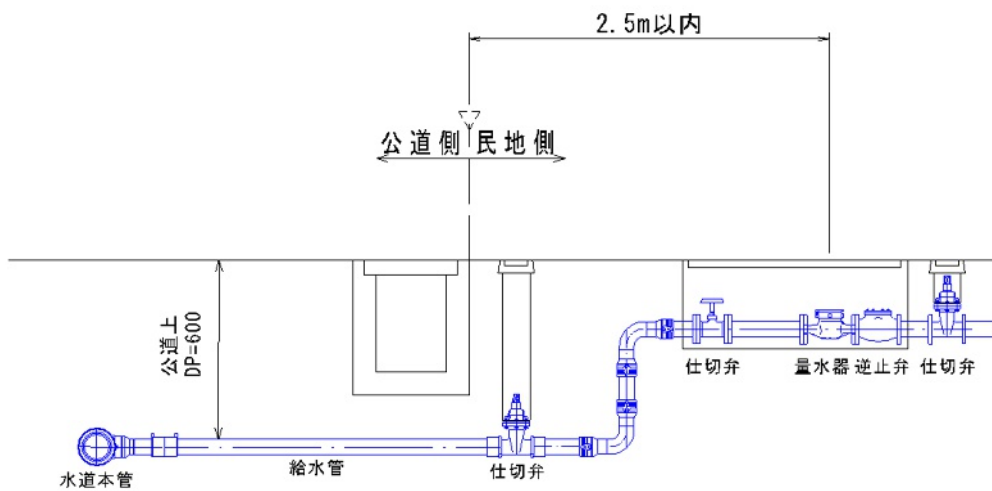 2.5m以内
公道側 民地側
公道上
DP=600
仕切弁 量水器 逆止弁 仕切弁
水道本管 給水管 仕切弁